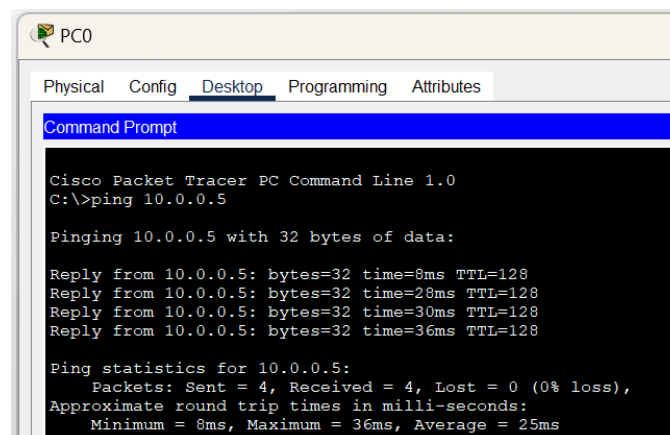 PC0
Physical Config Desktop Programming Attributes
Command Prompt
Cisco Packet Tracer PC Command Line 1.0
C:\>ping 10.0.0.5
Pinging 10.0.0.5 with 32 bytes of data:
Reply from 10.0.0.5: bytes=32 time=8ms TTL=128
Reply from 10.0.0.5: bytes=32 time=28ms TTL=128
Reply from 10.0.0.5: bytes=32 time=30ms TTL=128
Reply from 10.0.0.5: bytes=32 time=36ms TTL=128
Ping statistics for 10.0.0.5:
Packets: Sent = 4, Received = 4, Lost = 0 (0% loss),
Approximate round trip times in milli-seconds:
Minimum = 8ms, Maximum = 36ms, Average = 25ms